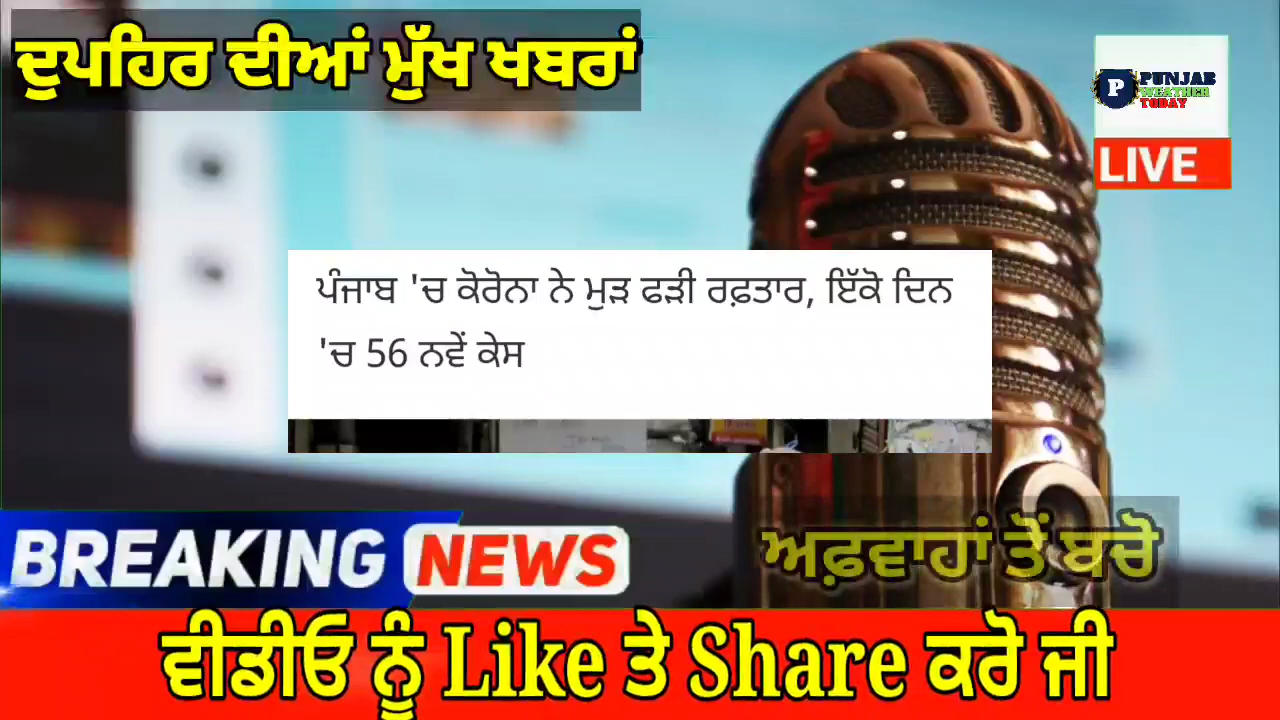 ਦੁਪਹਿਰ ਦੀਆਂ ਮੁੱਖ ਖਬਰਾਂ
P PUNJAB
WEATHER
TODAY
LIVE
ਪੰਜਾਬ 'ਚ ਕੋਰੋਨਾ ਨੇ ਮੁੜ ਫੜੀ ਰਫ਼ਤਾਰ, ਇੱਕੋ ਦਿਨ
'ਚ 56 ਨਵੇਂ ਕੇਸ
BREAKING NEWS
ਅਫ਼ਵਾਹਾਂ ਤੋਂ ਬਚੋ
ਵੀਡੀਓ ਨੂੰ Like ਤੇ Share ਕਰੋ ਜੀ